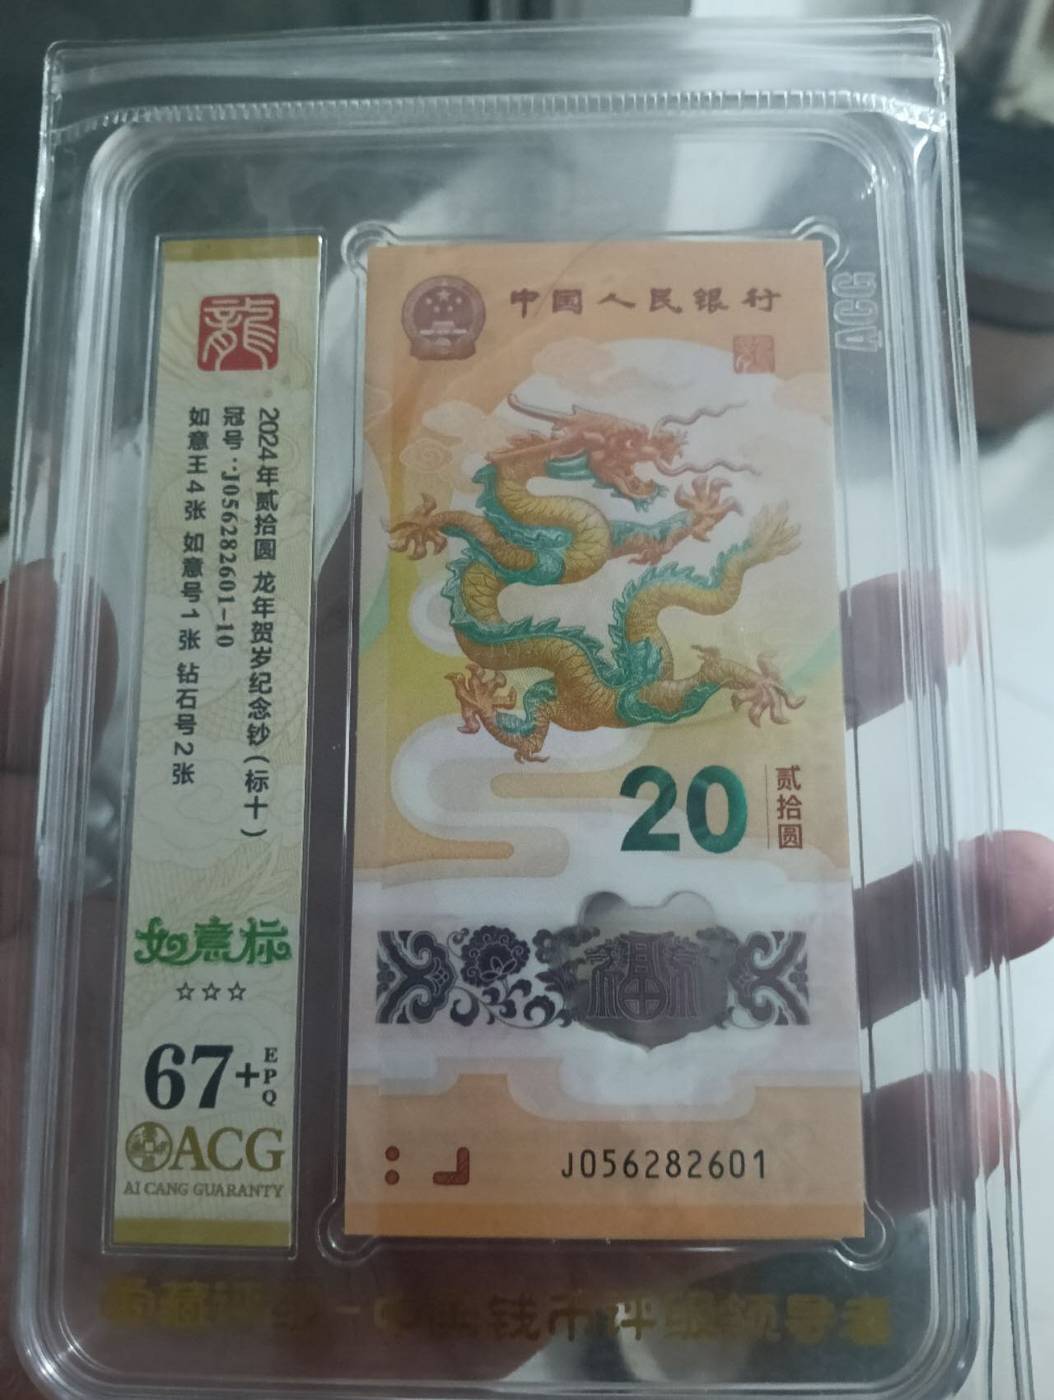 龍
2024年贰拾圆 龙年贺岁纪念钞(标十)
冠号:J056282601-10
如意王4张 如意号1张 钻石号2张
如意标
☆☆☆
67+EPQ
ACG
AI CANG GUARANTY
中国人民银行
龍
20
贰拾圆
福
J056282601
ACG